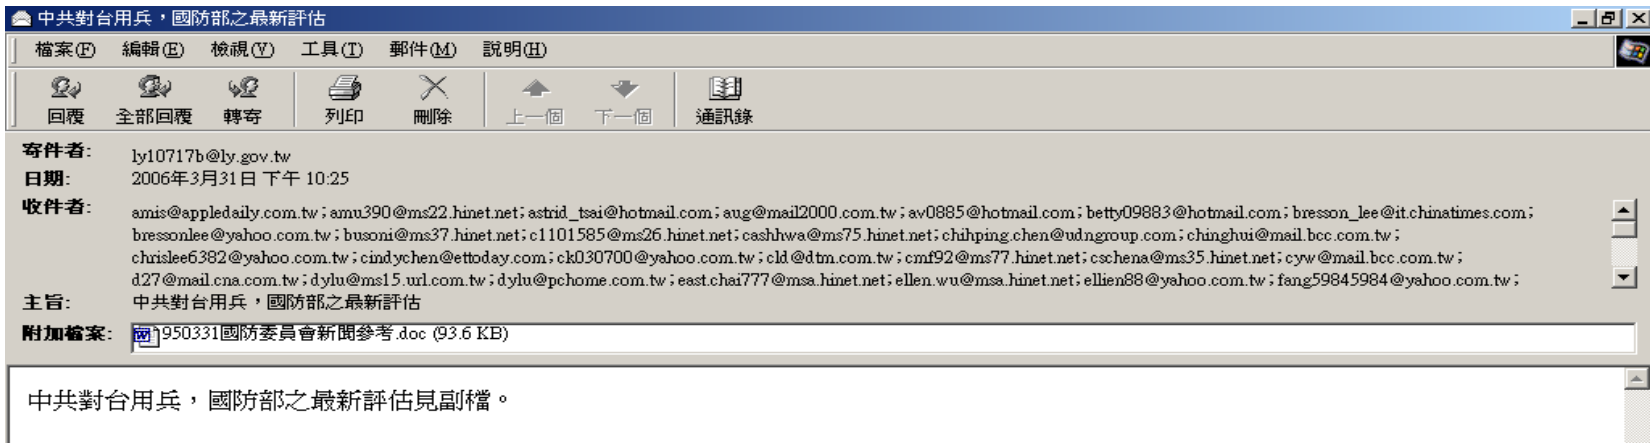 中共對台用兵，國防部之最新評估
檔案(F) 編輯(E) 檢視(V) 工具(T) 郵件(M) 說明(H)
回覆 全部回覆 轉寄 列印 刪除 上一個 下一個 通訊錄
寄件者: ly10717b@ly.gov.tw
日期: 2006年3月31日 下午 10:25
收件者: amis@appledaily.com.tw; amu390@ms22.hinet.net; astrid_tsai@hotmail.com; aug@mail2000.com.tw; av0885@hotmail.com; betty09883@hotmail.com; bresson_lee@it.chinatimes.com;
bressonlee@yahoo.com.tw; busoni@ms37.hinet.net; c1101585@ms26.hinet.net; cashhwa@ms75.hinet.net; chihping.chen@udngroup.com; chinghui@mail.bcc.com.tw;
chrislee6382@yahoo.com.tw; cindychen@ettoday.com; ck030700@yahoo.com.tw; cld@dtm.com.tw; cmf92@ms77.hinet.net; cschena@ms35.hinet.net; cyw@mail.bcc.com.tw;
d27@mail.cna.com.tw; dylu@ms15.url.com.tw; dylu@pchome.com.tw; east.chai777@msa.hinet.net; ellen.wu@msa.hinet.net; ellien88@yahoo.com.tw; fang59845984@yahoo.com.tw;
主旨: 中共對台用兵，國防部之最新評估
附加檔案: 950331國防委員會新聞參考.doc (93.6 KB)
中共對台用兵，國防部之最新評估見副檔。